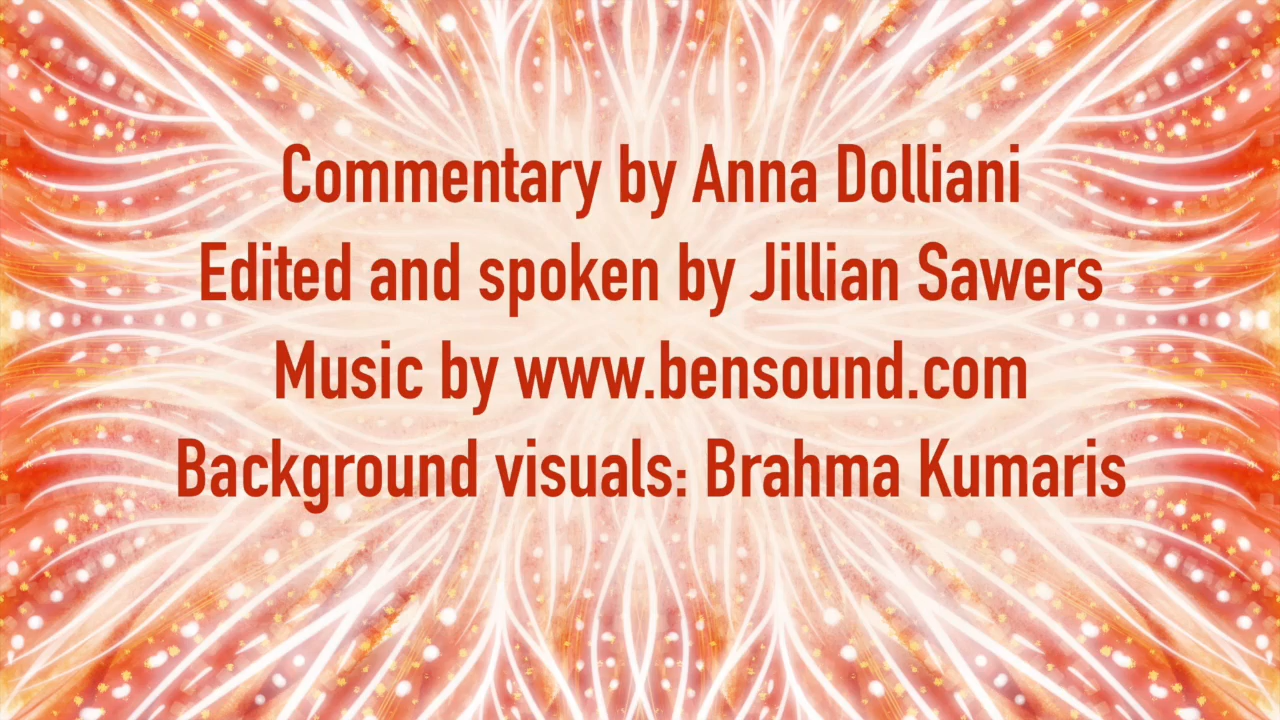 Commentary by Anna Dolliani
Edited and spoken by Jillian Sawers
Music by www.bensound.com
Background visuals: Brahma Kumaris